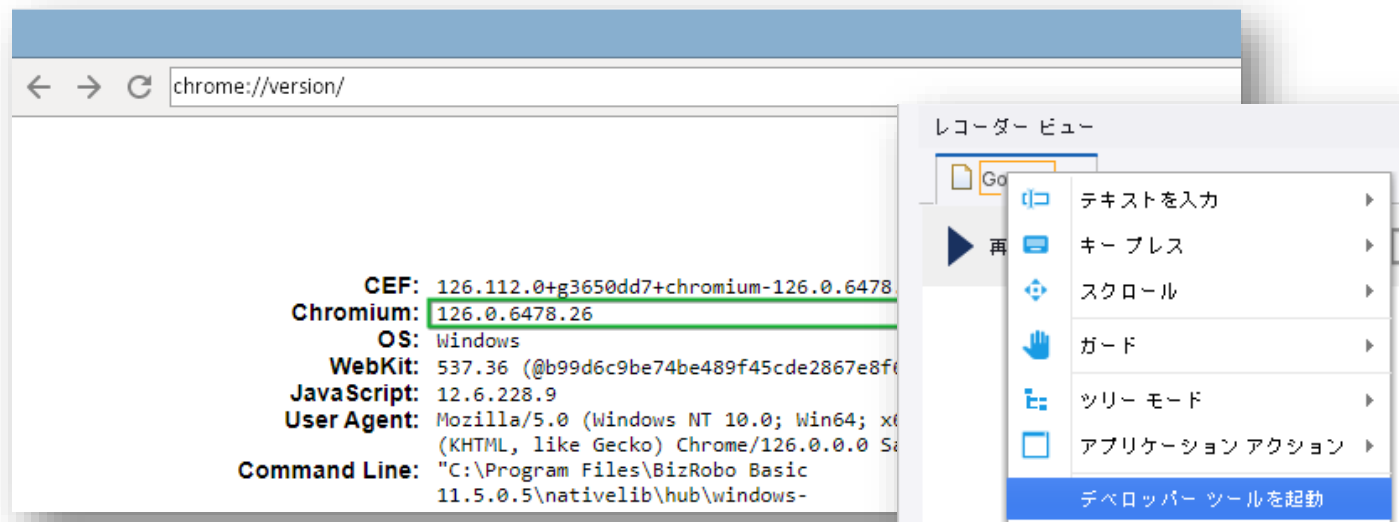 chrome://version/
CEF: 126.112.0+g3650dd7+chromium-126.0.6478.
Chromium: 126.0.6478.26
OS: Windows
WebKit: 537.36 (@b99d6c9be74be489f45cde2867e8f6
JavaScript: 12.6.228.9
User Agent: Mozilla/5.0 (Windows NT 10.0; Win64; x6
(KHTML, like Gecko) Chrome/126.0.0.0 Sa
Command Line: "C:\Program Files\BizRobo Basic
11.5.0.5\nativelib\hub\windows-
レコーダー ビュー
Go
再
テキストを入力
キー プレス
スクロール
ガード
ツリー モード
アプリケーション アクション
デベロッパー ツールを起動